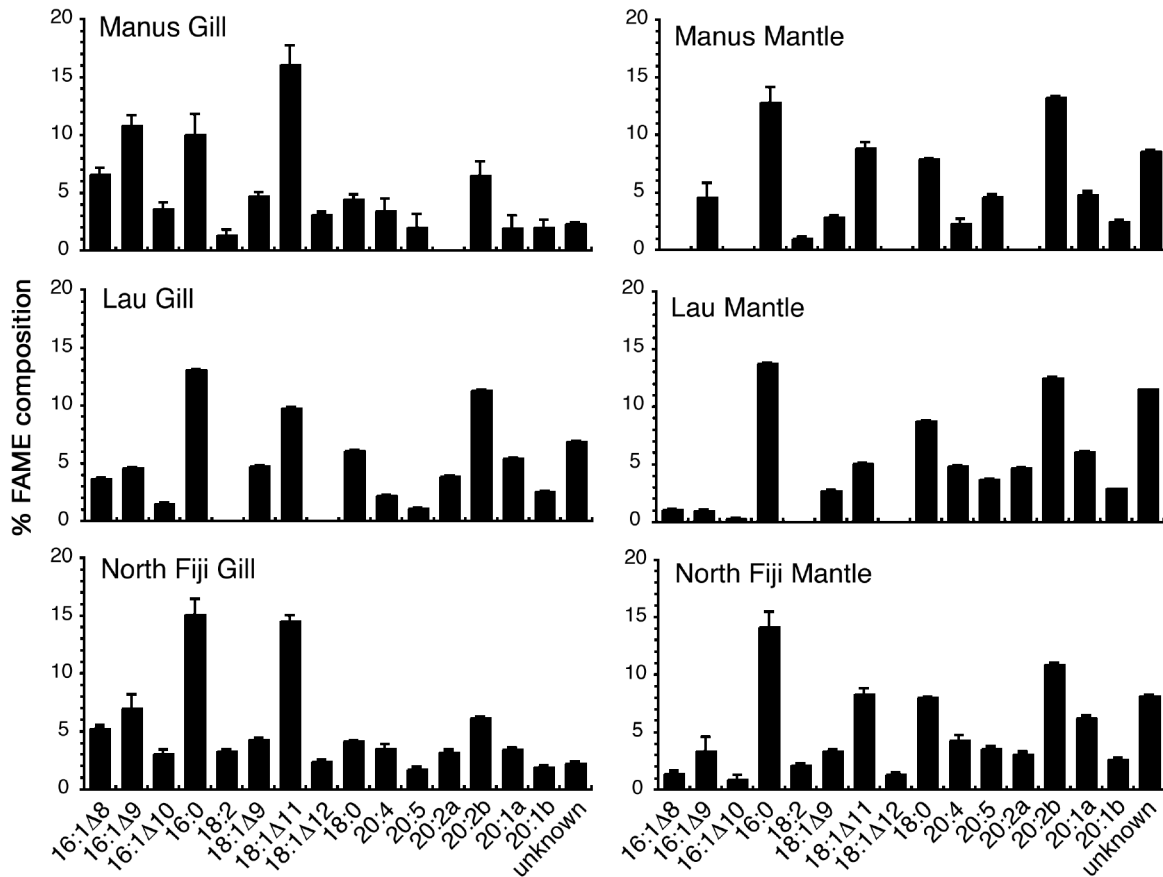 % FAME composition
Manus Gill
20
15
10
5
0
Manus Mantle
20
15
10
5
0
Lau Gill
20
15
10
5
0
Lau Mantle
20
15
10
5
0
North Fiji Gill
20
15
10
5
0
North Fiji Mantle
20
15
10
5
0
16:1Δ8
16:1Δ9
16:1Δ10
16:0
18:2
18:1Δ9
18:1Δ11
18:1Δ12
18:0
20:4
20:5
20:2a
20:2b
20:1a
20:1b
unknown
16:1Δ8
16:1Δ9
16:1Δ10
16:0
18:2
18:1Δ9
18:1Δ11
18:1Δ12
18:0
20:4
20:5
20:2a
20:2b
20:1a
20:1b
unknown